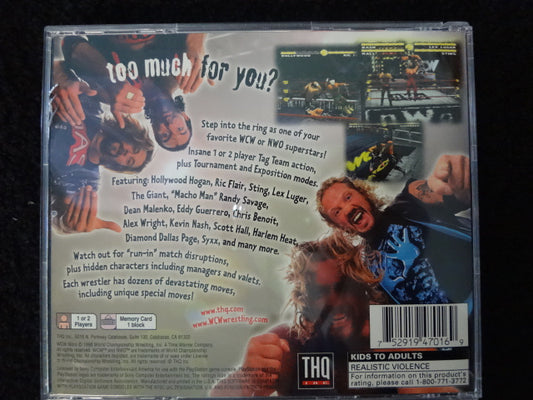 too much for you?
Step into the ring as one of your
favorite WCW or NWO superstars!
Insane 1 or 2 player Tag Team action,
plus Tournament and Exposition modes.
Featuring: Hollywood Hogan, Ric Flair, Sting, Lex Luger,
The Giant, "Macho Man" Randy Savage,
Dean Malenko, Eddy Guerrero, Chris Benoit,
Alex Wright, Kevin Nash, Scott Hall, Harlem Heat,
Diamond Dallas Page, Syxx, and many more.
Watch out for "run-in" match disruptions,
plus hidden characters including managers and valets.
Each wrestler has dozens of devastating moves,
including unique special moves!
www.thq.com
www.WCWwrestling.com
1 or 2
Players
Memory Card
1 block
THQ
INC
7 52919 47016 9
KIDS TO ADULTS
REALISTIC VIOLENCE
For information on this product's
rating, please call 1-800-771-3772